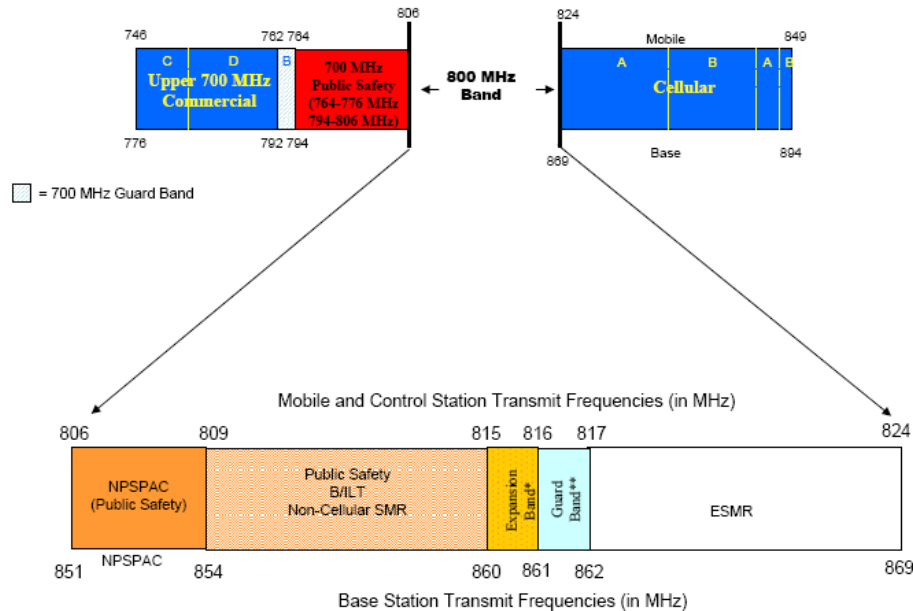 806
824
746
762 764
Mobile
849
C
D
B
Upper 700 MHz
Commercial
700 MHz
Public Safety
(764-776 MHz
794-806 MHz)
800 MHz
Band
A
B
A
B
Cellular
776
792 794
869
Base
894
= 700 MHz Guard Band
Mobile and Control Station Transmit Frequencies (in MHz)
806
809
815
816
817
824
NPSPAC
(Public Safety)
Public Safety
B/ILT
Non-Cellular SMR
Expansion
Band*
Guard
Band**
ESMR
NPSPAC
851
854
860
861
862
869
Base Station Transmit Frequencies (in MHz)